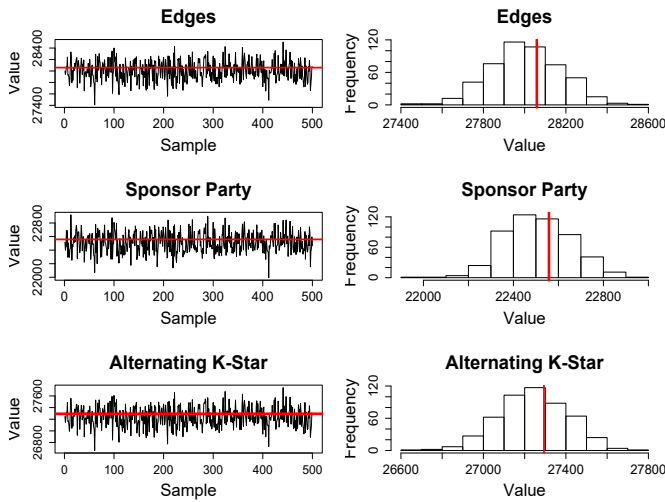 Edges
Value
27400
28400
0 100 200 300 400 500
Sample
Edges
Frequency
0 60 120
27400 27800 28200 28600
Value
Sponsor Party
Value
22000
22800
0 100 200 300 400 500
Sample
Sponsor Party
Frequency
0 60 120
22000 22400 22800
Value
Alternating K-Star
Value
26800
27600
0 100 200 300 400 500
Sample
Alternating K-Star
Frequency
0 60 120
26600 27000 27400 27800
Value